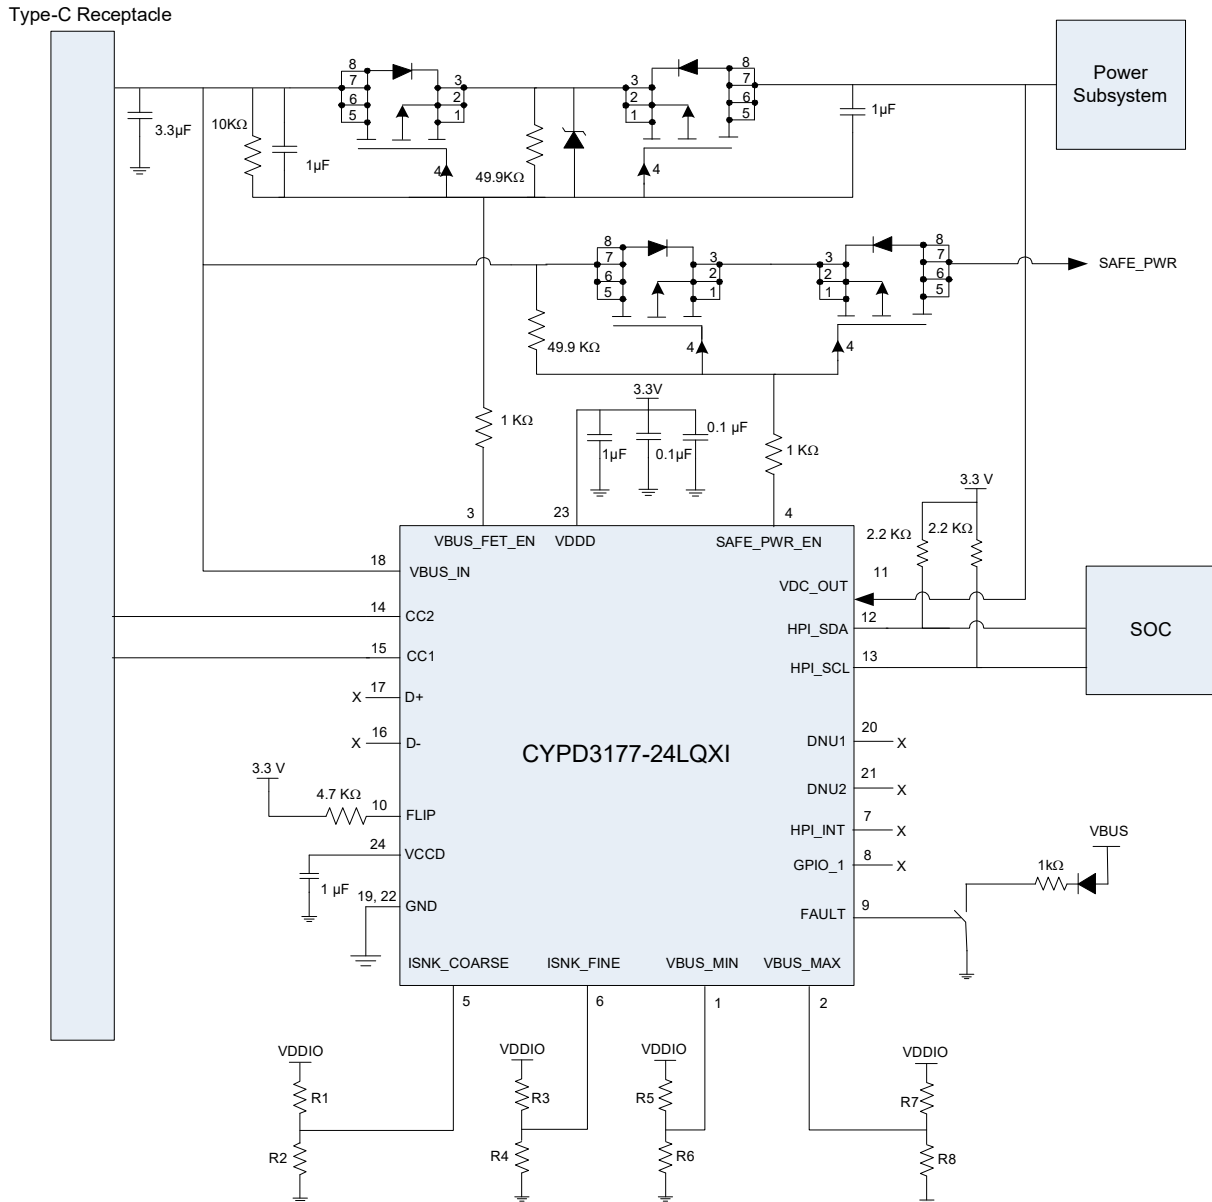 Type-C Receptacle
Power
Subsystem
8
7
6
5
3
2
1
4
3
2
1
8
7
6
5
4
3.3µF
10KΩ
1µF
49.9KΩ
1µF
8
7
6
5
3
2
1
4
3
2
1
8
7
6
5
4
SAFE_PWR
49.9 KΩ
1 KΩ
3.3V
1µF
0.1µF
0.1 µF
1 KΩ
3.3 V
2.2 KΩ
2.2 KΩ
3
23
4
VBUS_FET_EN
VDDD
SAFE_PWR_EN
18
VBUS_IN
14
CC2
15
CC1
X
17
D+
X
16
D-
3.3 V
4.7 KΩ
10
FLIP
24
VCCD
1 µF
19, 22
GND
CYPD3177-24LQXI
VDC_OUT
11
HPI_SDA
12
HPI_SCL
13
SOC
DNU1
20
X
DNU2
21
X
HPI_INT
7
X
GPIO_1
8
X
FAULT
9
1kΩ
VBUS
ISNK_COARSE
ISNK_FINE
VBUS_MIN
VBUS_MAX
5
6
1
2
VDDIO
VDDIO
VDDIO
VDDIO
R1
R3
R5
R7
R2
R4
R6
R8